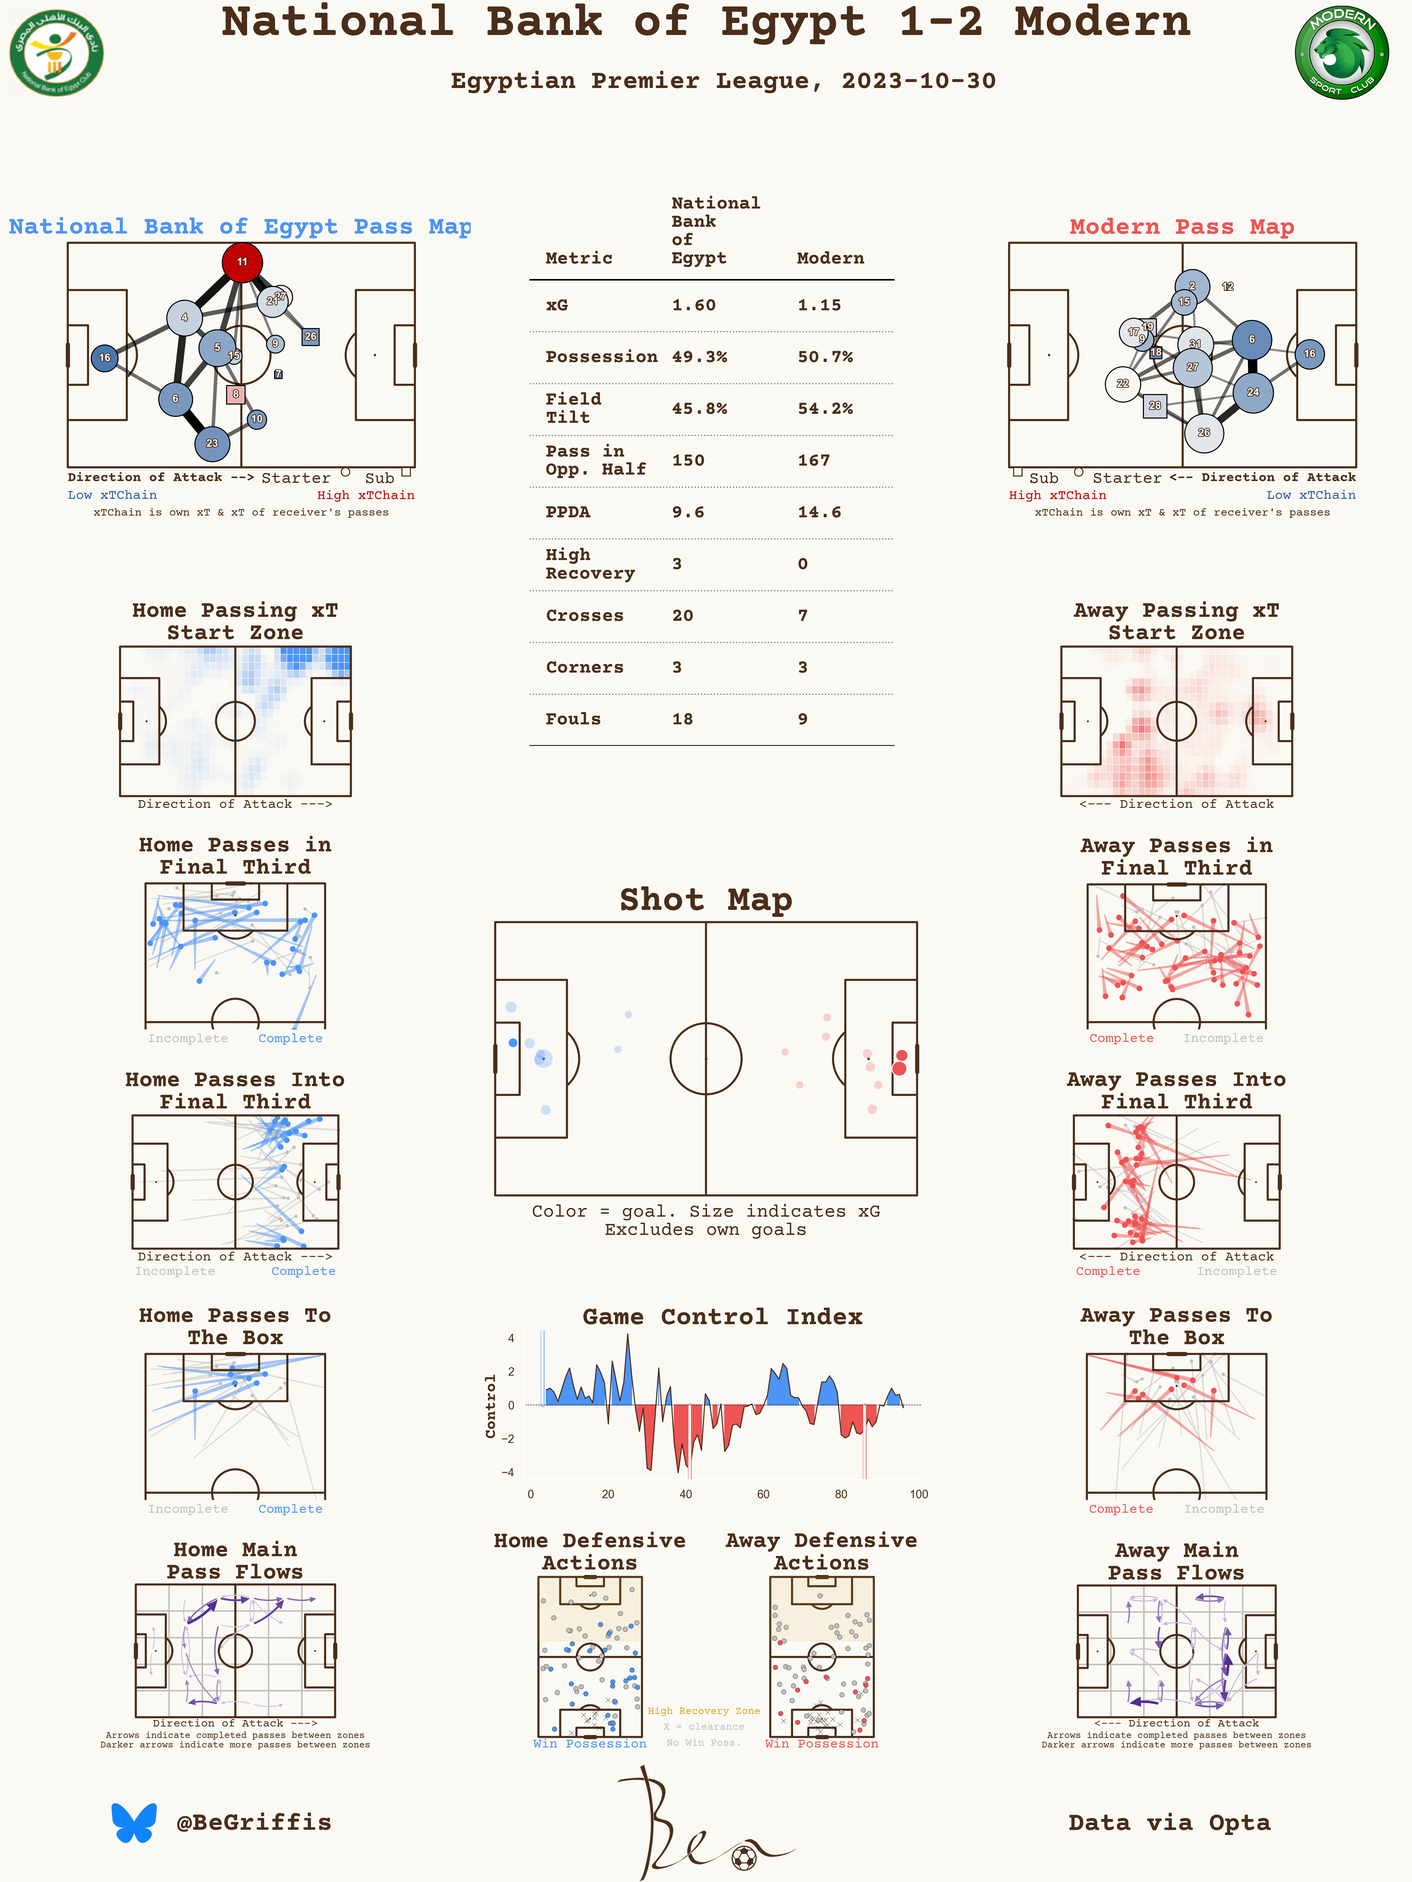 National Bank of Egypt 1-2 Modern
Egyptian Premier League, 2023-10-30
نادي البنك الأهلي المصري
National Bank of Egypt Club
MODERN
SPORT CLUB
National Bank of Egypt Pass Map
11
27
21
4
26
9
5
15
16
7
8
6
10
23
Direction of Attack --> Starter Sub
Low xTChain High xTChain
xTChain is own xT & xT of receiver's passes
Metric National Bank of Egypt Modern
xG 1.60 1.15
Possession 49.3% 50.7%
Field Tilt 45.8% 54.2%
Pass in Opp. Half 150 167
PPDA 9.6 14.6
High Recovery 3 0
Crosses 20 7
Corners 3 3
Fouls 18 9
Modern Pass Map
2
12
15
19
17
9
18
31
6
16
27
22
24
28
26
Sub Starter <-- Direction of Attack
High xTChain Low xTChain
xTChain is own xT & xT of receiver's passes
Home Passing xT
Start Zone
Direction of Attack --->
Away Passing xT
Start Zone
<--- Direction of Attack
Home Passes in
Final Third
Incomplete Complete
Shot Map
Color = goal. Size indicates xG
Excludes own goals
Away Passes in
Final Third
Complete Incomplete
Home Passes Into
Final Third
Direction of Attack --->
Incomplete Complete
Away Passes Into
Final Third
<--- Direction of Attack
Complete Incomplete
Home Passes To
The Box
Incomplete Complete
Game Control Index
Control
4
2
0
−2
−4
0 20 40 60 80 100
Away Passes To
The Box
Complete Incomplete
Home Main
Pass Flows
Direction of Attack --->
Arrows indicate completed passes between zones
Darker arrows indicate more passes between zones
Home Defensive
Actions
Win Possession
High Recovery Zone
X = clearance
No Win Poss.
Away Defensive
Actions
Win Possession
Away Main
Pass Flows
<--- Direction of Attack
Arrows indicate completed passes between zones
Darker arrows indicate more passes between zones
@BeGriffis
Ben
Data via Opta